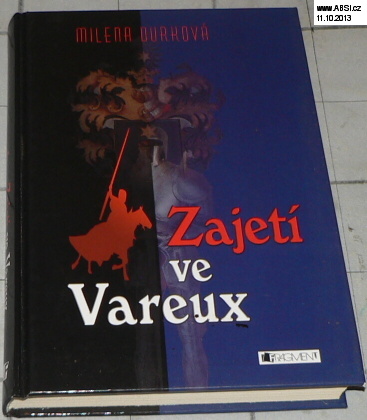 www.ABSI.cz
11.10.2013
MILENA DURKOVÁ
Zajetí
ve
Vareux
FRAGMENT